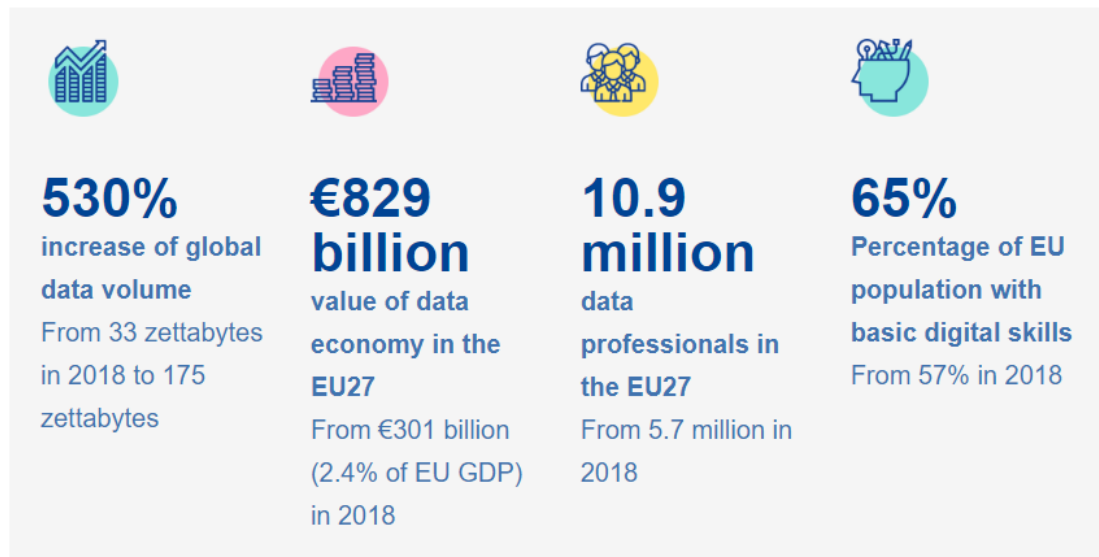 530%
increase of global
data volume
From 33 zettabytes
in 2018 to 175
zettabytes
€829
billion
value of data
economy in the
EU27
From €301 billion
(2.4% of EU GDP)
in 2018
10.9
million
data
professionals in
the EU27
From 5.7 million in
2018
65%
Percentage of EU
population with
basic digital skills
From 57% in 2018